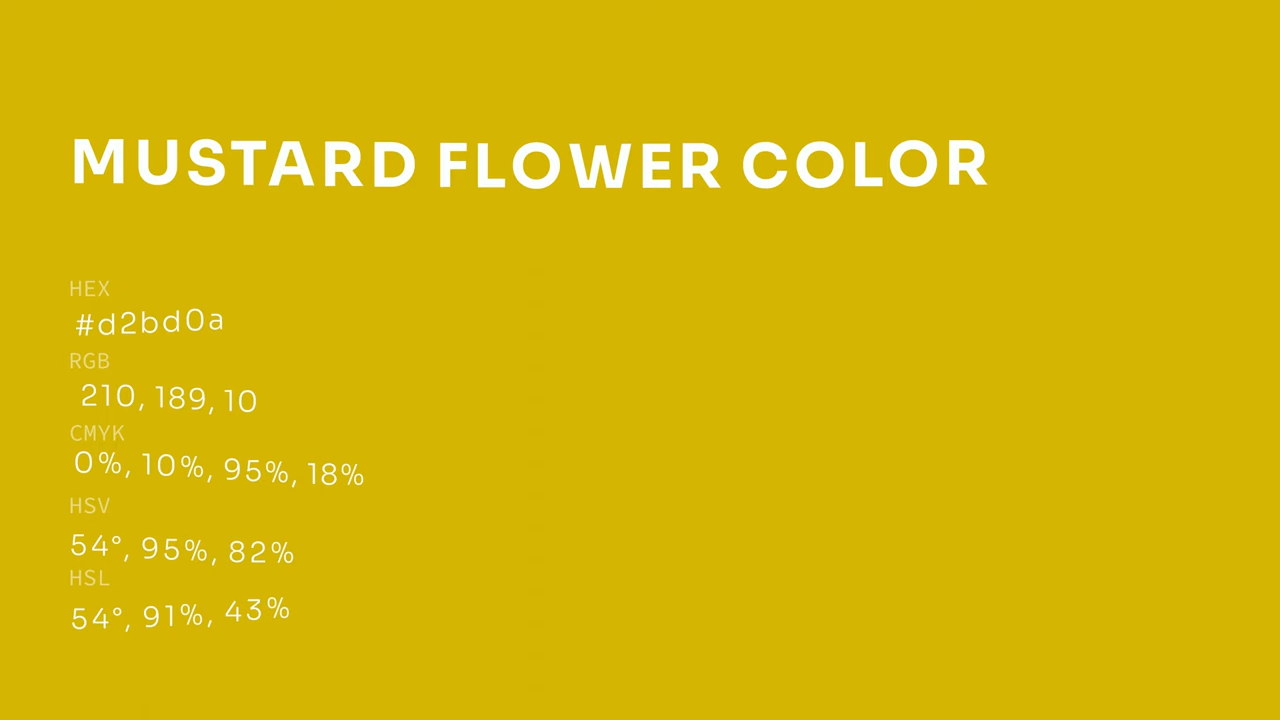 MUSTARD FLOWER COLOR
HEX
#d2bd0a
RGB
210, 189, 10
CMYK
0%, 10%, 95%, 18%
HSV
54°, 95%, 82%
HSL
54°, 91%, 43%